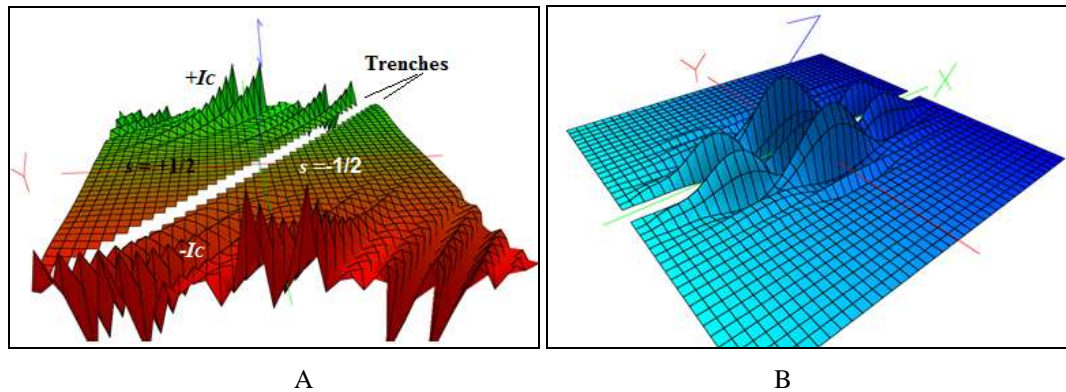 +Ic
Trenches
s = +1/2
s =-1/2
-Ic
Y
Z
Y
X
A
B